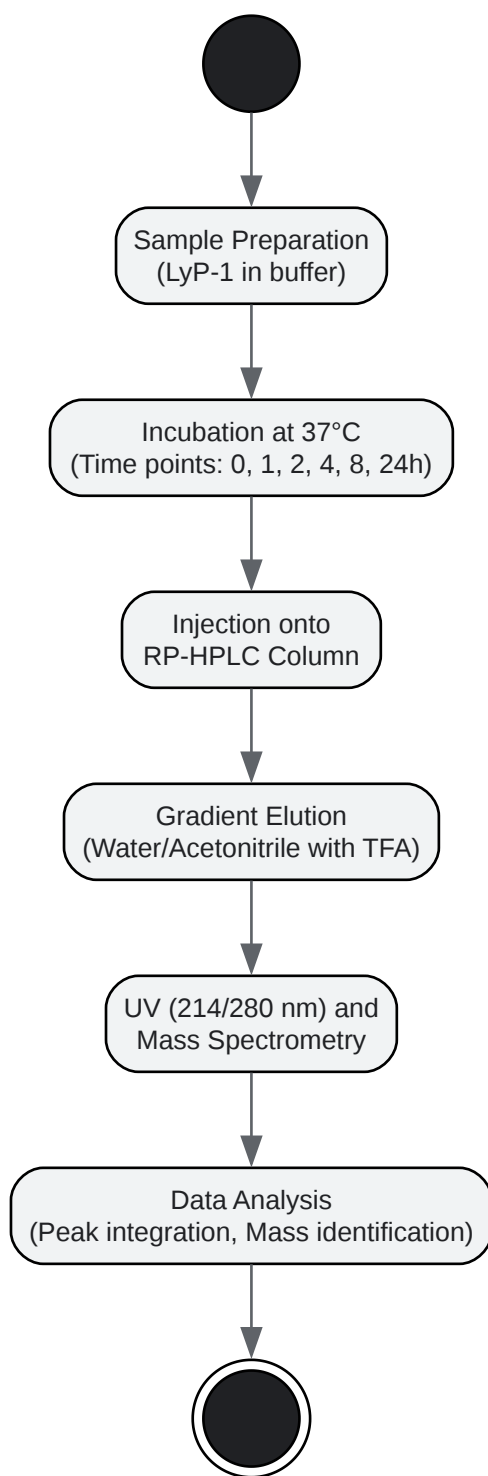 Sample Preparation
(LyP-1 in buffer)
Incubation at 37°C
(Time points: 0, 1, 2, 4, 8, 24h)
Injection onto
RP-HPLC Column
Gradient Elution
(Water/Acetonitrile with TFA)
UV (214/280 nm) and
Mass Spectrometry
Data Analysis
(Peak integration, Mass identification)